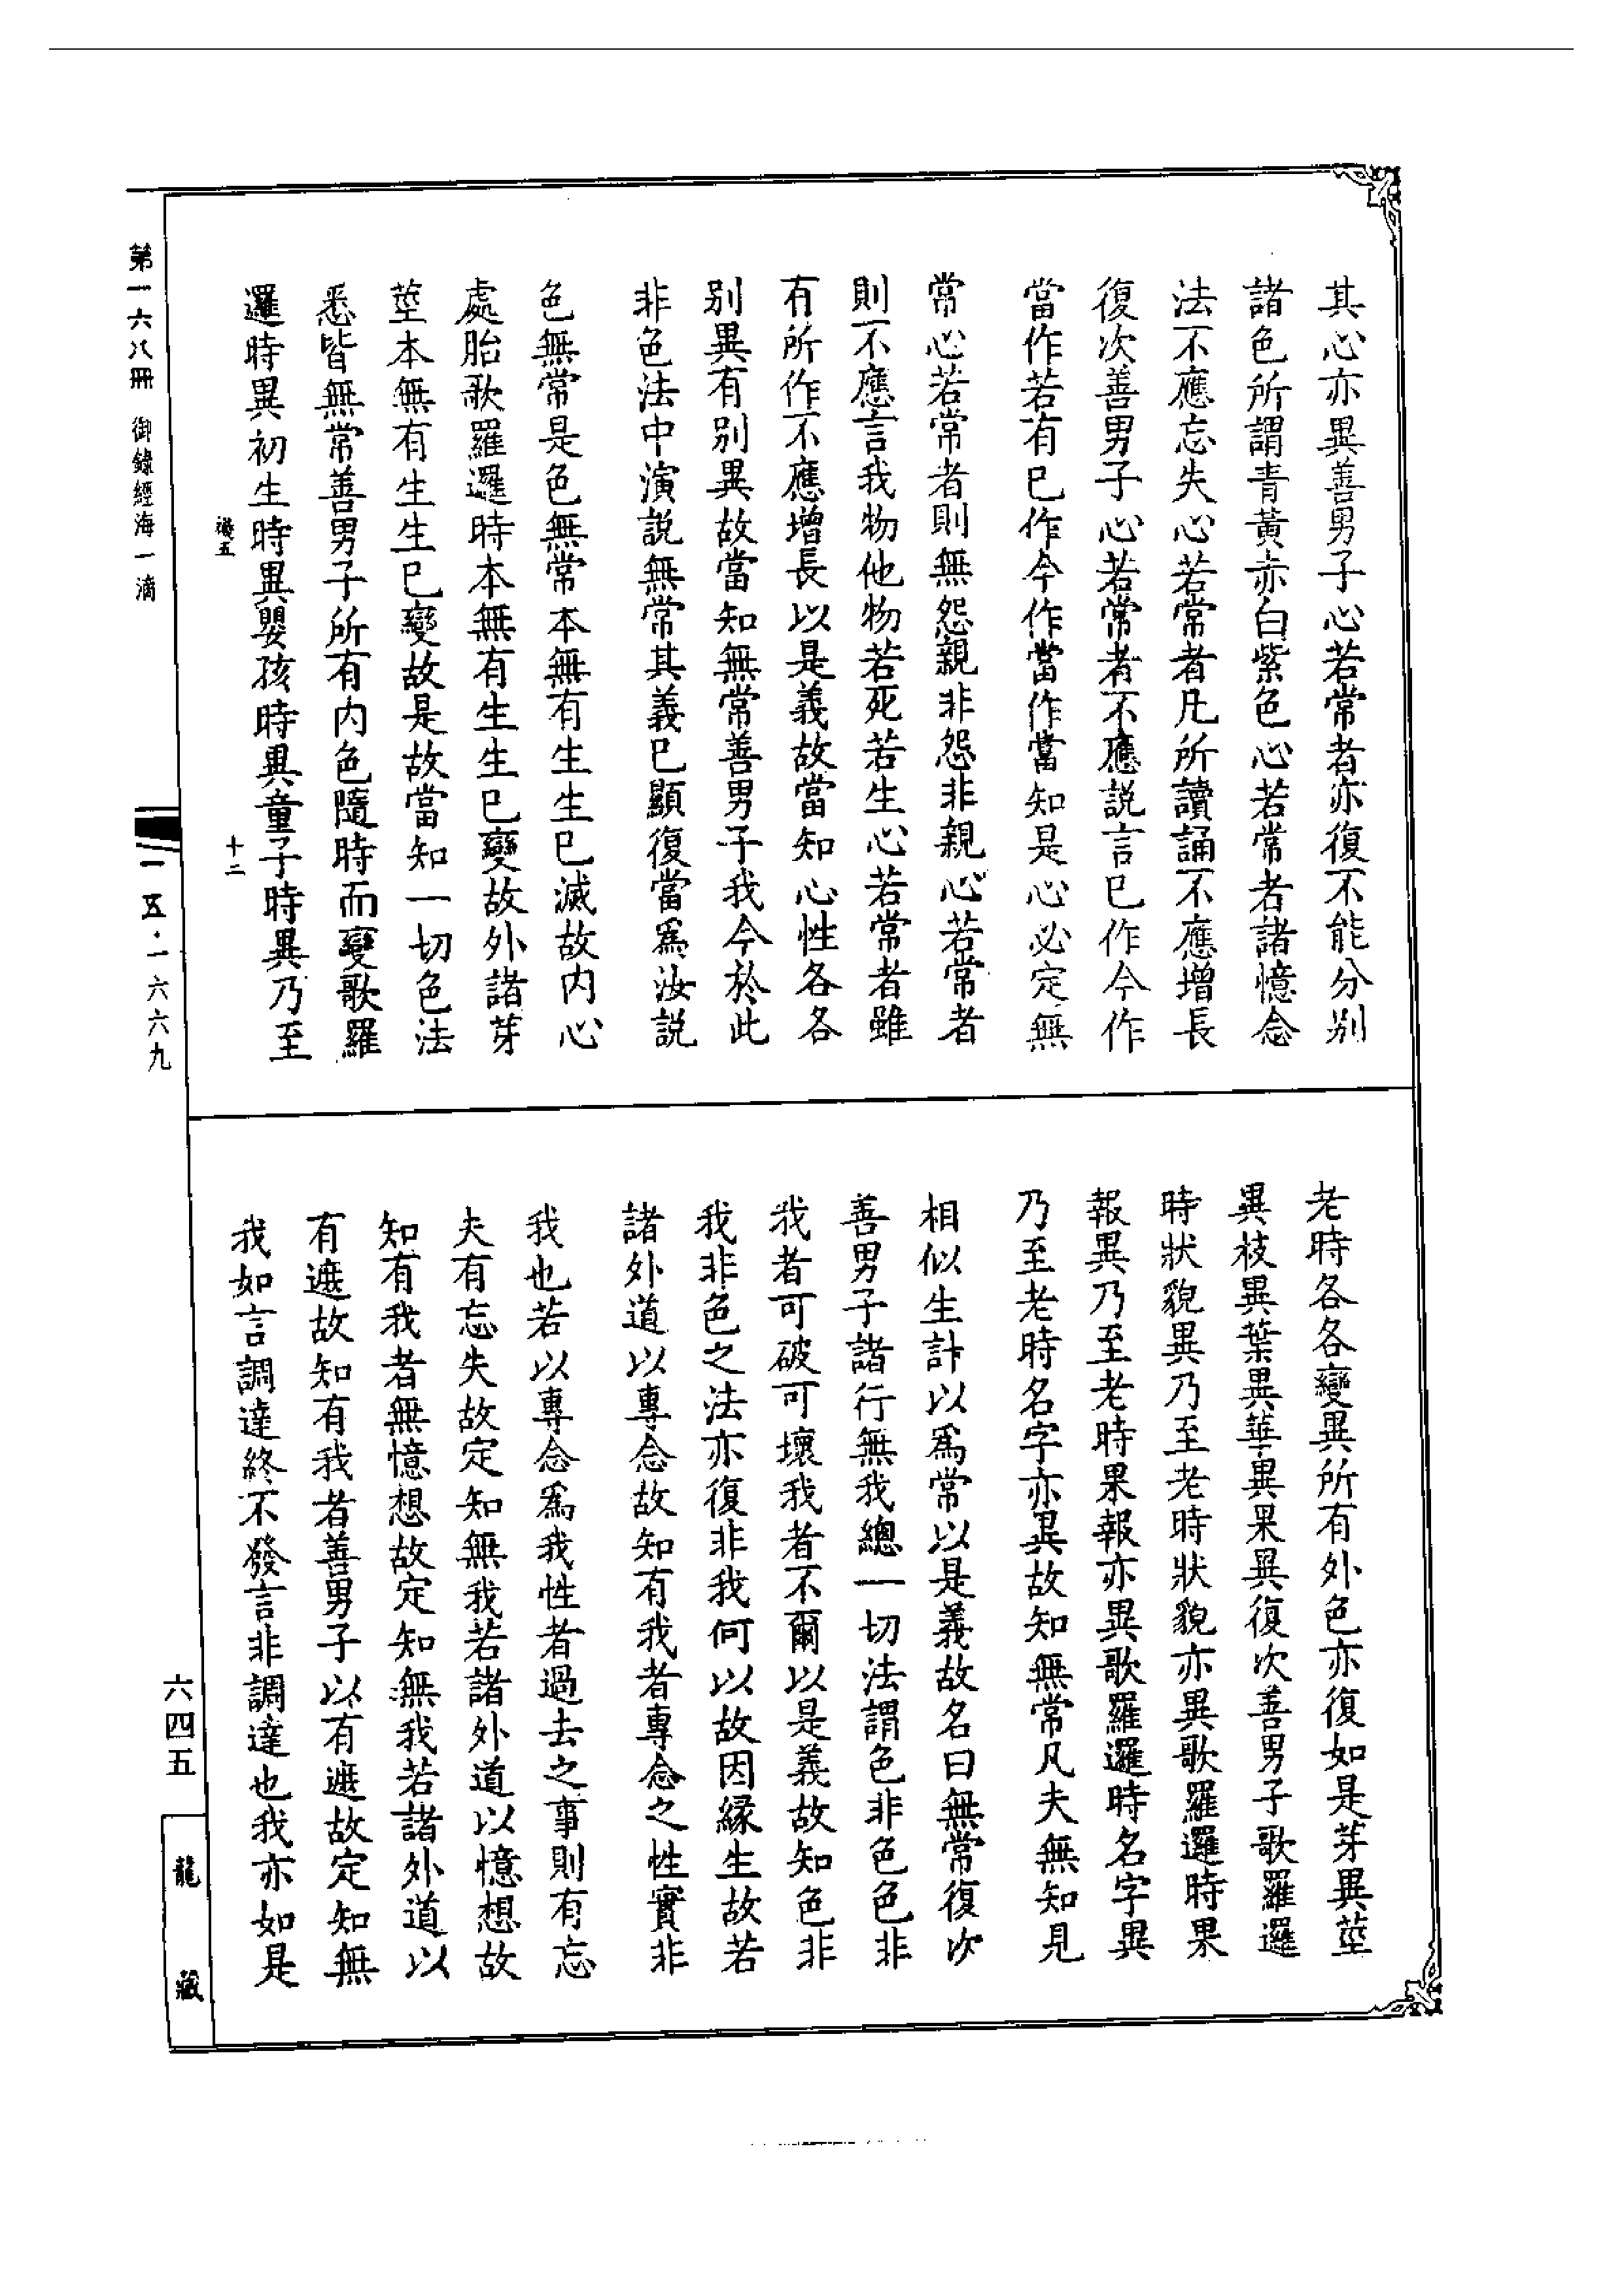 其心亦異善男子心若常者亦復不能分别
諸色所謂青黃赤白紫色心若常者諸憶念
法不應忘失心若常者凡所讀誦不應增長
復次善男子心若常者不應說言已作今作
當作若有已作今作當作當知是心必定無
常心若常者則無怨親非怨非親心若常者
則不應言我物他物若死若生心若常者雖
有所作不應增長以是義故當知心性各各
别異有别異故當知無常善男子我今於此
非色法中演說無常其義已顯復當爲汝說
色無常是色無常本無有生生已滅故内心
處胎歌羅邏時本無有生生已變故外諸芽
莖本無有生生已變故是故當知一切色法
悉皆無常善男子所有内色隨時而變歌羅
邏時異初生時異嬰孩時異童子時異乃至
老時各各變異所有外色亦復如是芽異莖
異枝異葉異華異果異復次善男子歌羅邏
時狀貌異乃至老時狀貌亦異歌羅邏時果
報異乃至老時果報亦異歌羅邏時名字異
乃至老時名字亦異故知無常凡夫無知見
相似生計以爲常以是義故名曰無常復次
善男子諸行無我總一切法謂色非色色非
我者可破可壞我者不爾以是義故知色非
我非色之法亦復非我何以故因緣生故若
諸外道以專念故知有我者專念之性實非
我也若以專念爲我性者過去之事則有忘
夫有忘失故定知無我若諸外道以憶想故
知有我者無憶想故定知無我若諸外道以
有遮故知有我者善男子以有遮故定知無
我如言調達終不發言非調達也我亦如是
第一六八冊 御錄經海一滴
十二
一五·一六六九
六四五
龍藏